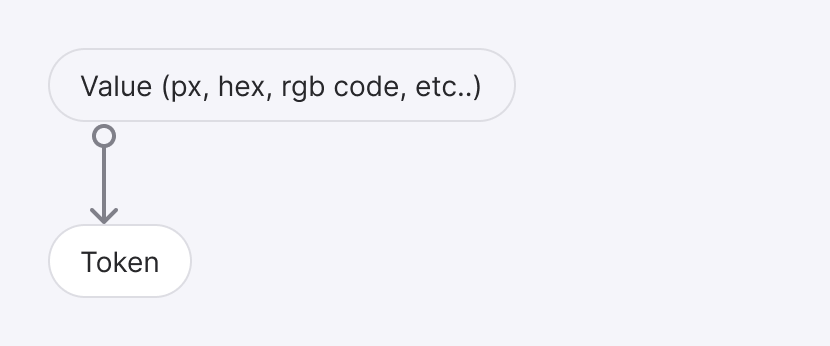 Value (px, hex, rgb code, etc..)
Token